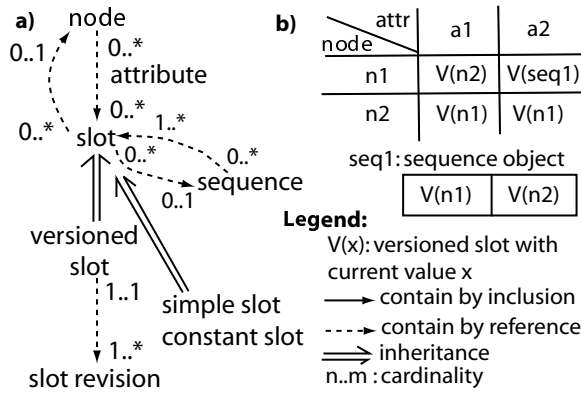 a)
node
0..1
0..*
attribute
0..*
0..*
slot
1..*
0..*
0..*
0..1
sequence
versioned
slot
1..1
simple slot
constant slot
1..*
slot revision
b)
attr
node
a1
a2
n1
V(n2)
V(seq1)
n2
V(n1)
V(n1)
seq1: sequence object
V(n1)
V(n2)
Legend:
V(x): versioned slot with
current value x
contain by inclusion
contain by reference
inheritance
n..m : cardinality